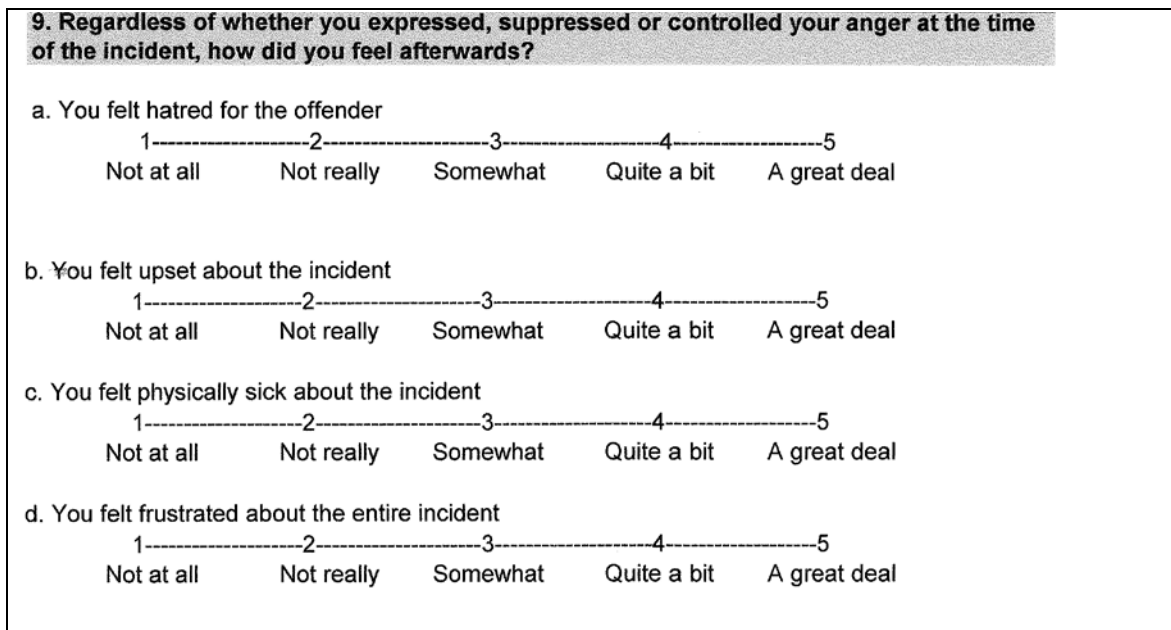 9. Regardless of whether you expressed, suppressed or controlled your anger at the time
of the incident, how did you feel afterwards?
a. You felt hatred for the offender
1--------------------2---------------------3--------------------4-------------------5
Not at all Not really Somewhat Quite a bit A great deal
b. You felt upset about the incident
1--------------------2---------------------3--------------------4-------------------5
Not at all Not really Somewhat Quite a bit A great deal
c. You felt physically sick about the incident
1--------------------2---------------------3--------------------4-------------------5
Not at all Not really Somewhat Quite a bit A great deal
d. You felt frustrated about the entire incident
1--------------------2---------------------3--------------------4-------------------5
Not at all Not really Somewhat Quite a bit A great deal